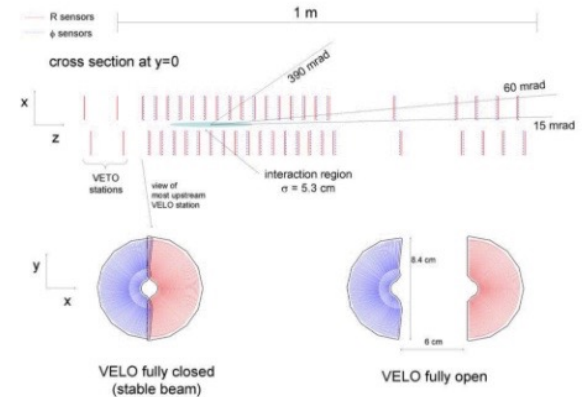 R sensors
ϕ sensors
1 m
cross section at y=0
390 mrad
60 mrad
15 mrad
x
z
VETO
stations
view of
most upstream
VELO station
interaction region
σ = 5.3 cm
y
x
8.4 cm
6 cm
VELO fully closed
(stable beam)
VELO fully open